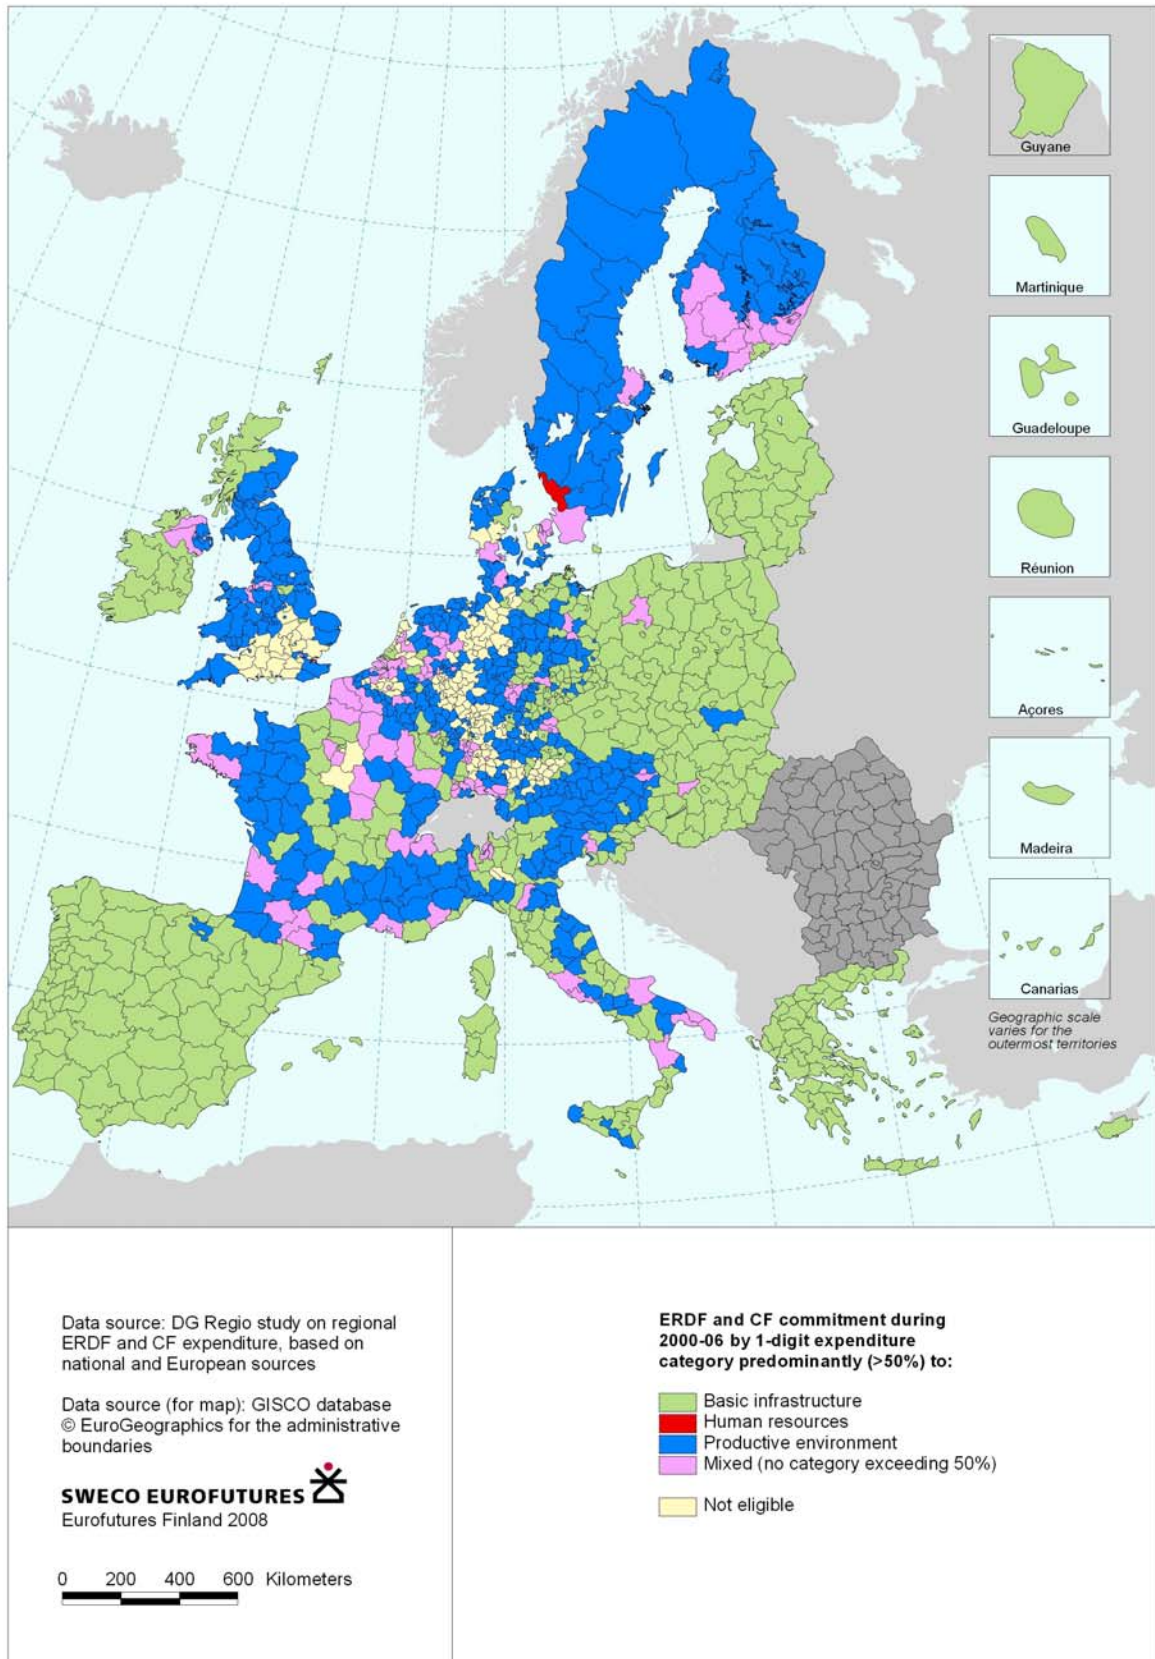 Guyane
Martinique
Guadeloupe
Réunion
Açores
Madeira
Canarias
Geographic scale
varies for the
outermost territories
Data source: DG Regio study on regional
ERDF and CF expenditure, based on
national and European sources
Data source (for map): GISCO database
© EuroGeographics for the administrative
boundaries
SWECO EUROFUTURES
Eurofutures Finland 2008
0 200 400 600 Kilometers
ERDF and CF commitment during
2000-06 by 1-digit expenditure
category predominantly (>50%) to:
Basic infrastructure
Human resources
Productive environment
Mixed (no category exceeding 50%)
Not eligible